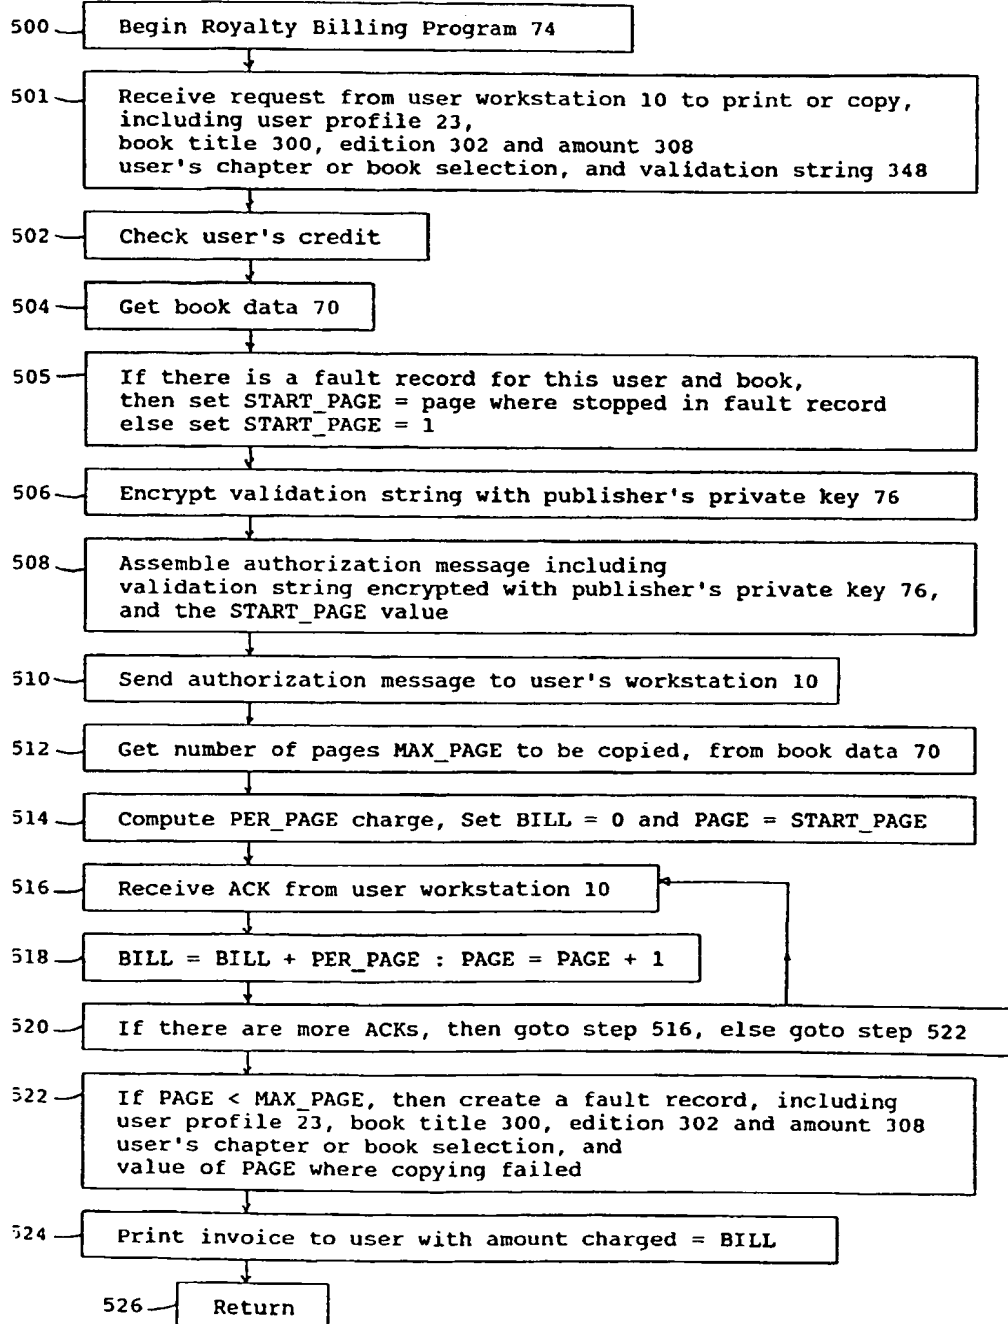 500 Begin Royalty Billing Program 74
501 Receive request from user workstation 10 to print or copy,
including user profile 23,
book title 300, edition 302 and amount 308
user's chapter or book selection, and validation string 348
502 Check user's credit
504 Get book data 70
505 If there is a fault record for this user and book,
then set START_PAGE = page where stopped in fault record
else set START_PAGE = 1
506 Encrypt validation string with publisher's private key 76
508 Assemble authorization message including
validation string encrypted with publisher's private key 76,
and the START_PAGE value
510 Send authorization message to user's workstation 10
512 Get number of pages MAX_PAGE to be copied, from book data 70
514 Compute PER_PAGE charge, Set BILL = 0 and PAGE = START_PAGE
516 Receive ACK from user workstation 10
518 BILL = BILL + PER_PAGE : PAGE = PAGE + 1
520 If there are more ACKs, then goto step 516, else goto step 522
522 If PAGE < MAX_PAGE, then create a fault record, including
user profile 23, book title 300, edition 302 and amount 308
user's chapter or book selection, and
value of PAGE where copying failed
524 Print invoice to user with amount charged = BILL
526 Return